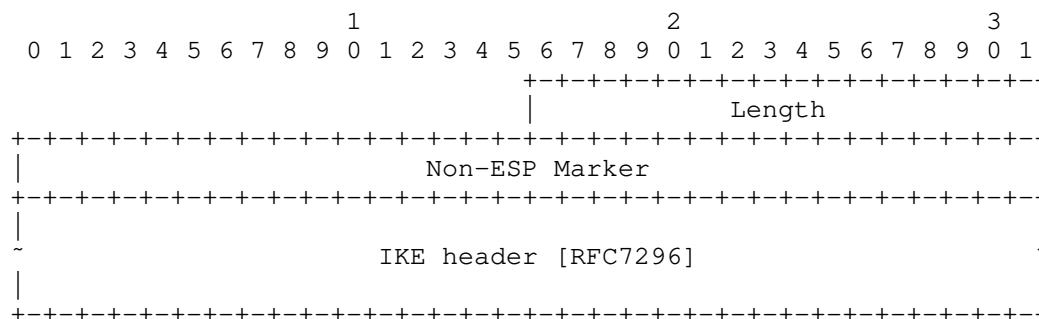 1                   2                   3
 0 1 2 3 4 5 6 7 8 9 0 1 2 3 4 5 6 7 8 9 0 1 2 3 4 5 6 7 8 9 0 1
                                +-+-+-+-+-+-+-+-+-+-+-+-+-+-+-+-
                                |            Length
+-+-+-+-+-+-+-+-+-+-+-+-+-+-+-+-+-+-+-+-+-+-+-+-+-+-+-+-+-+-+-+-
|                         Non-ESP Marker
+-+-+-+-+-+-+-+-+-+-+-+-+-+-+-+-+-+-+-+-+-+-+-+-+-+-+-+-+-+-+-+-
|
~                      IKE header [RFC7296]                     ~
|
+-+-+-+-+-+-+-+-+-+-+-+-+-+-+-+-+-+-+-+-+-+-+-+-+-+-+-+-+-+-+-+-